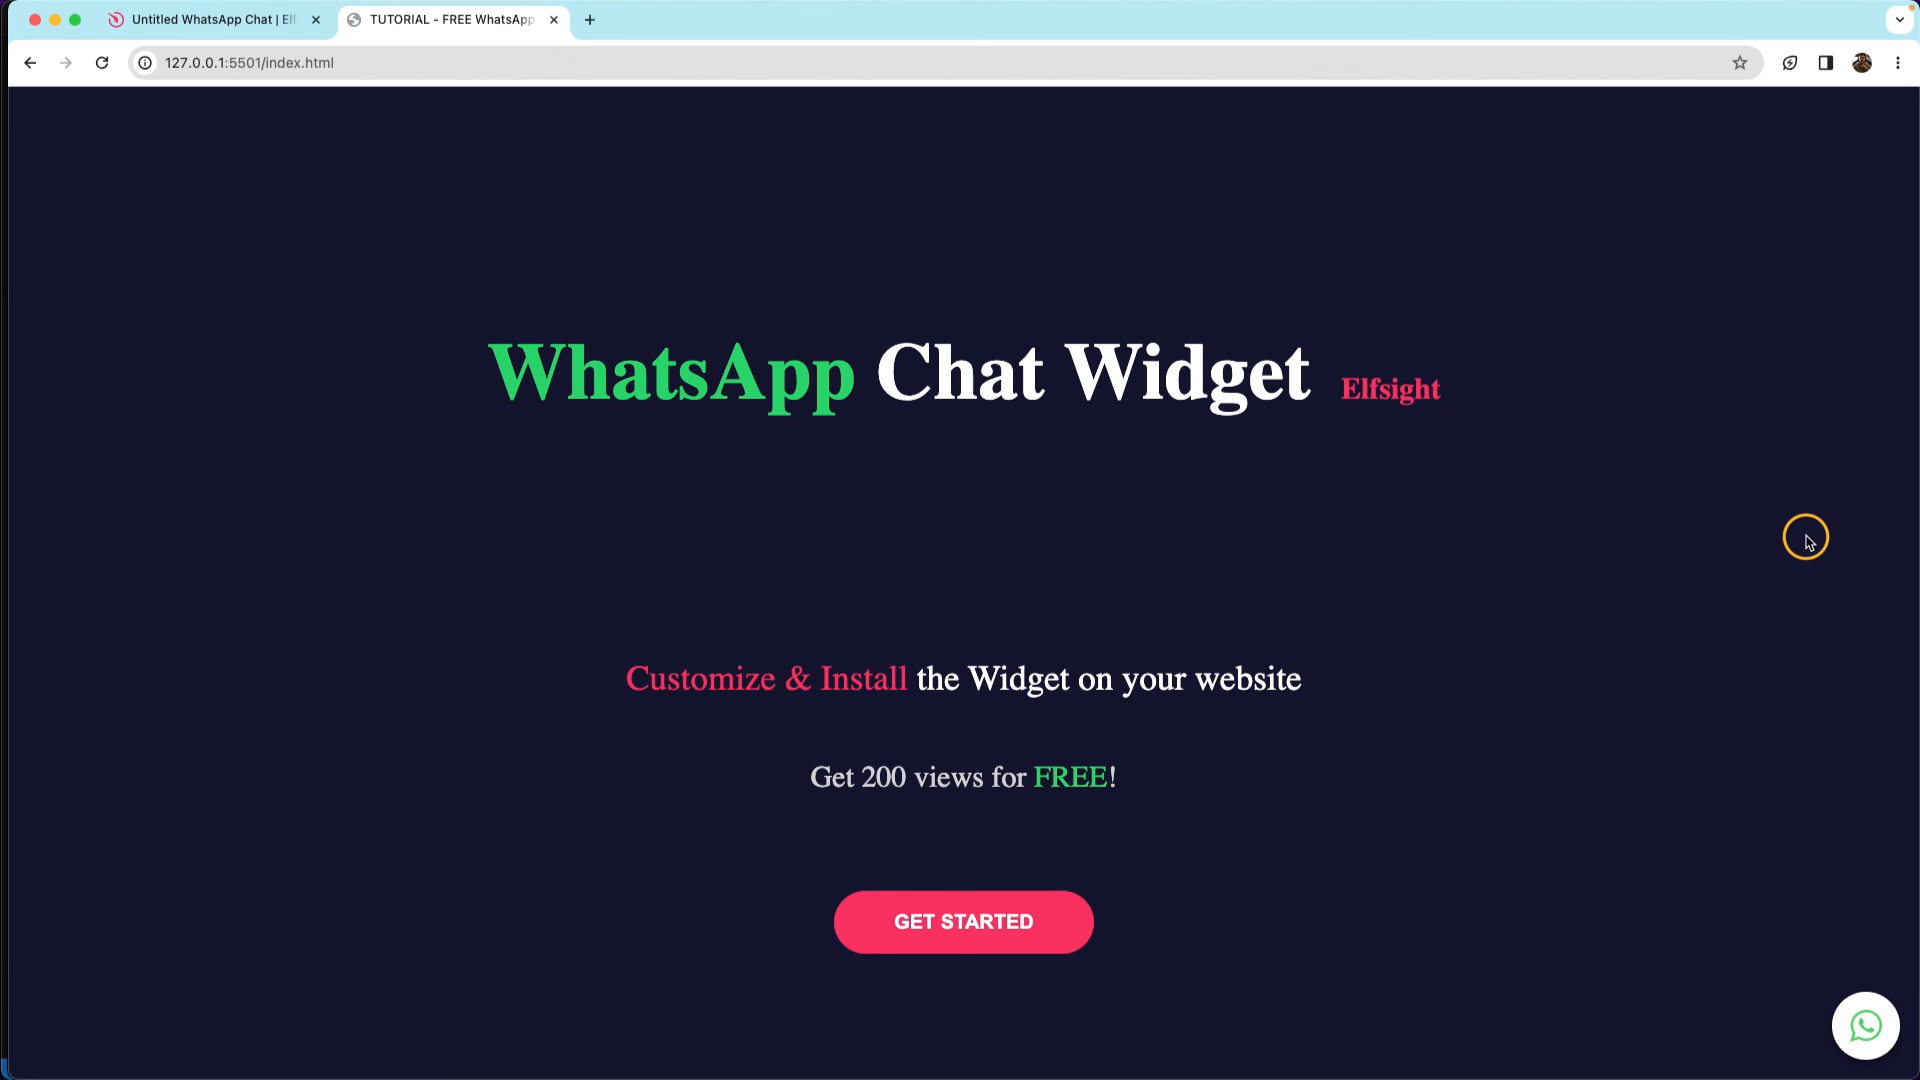 Untitled WhatsApp Chat | Elf
TUTORIAL - FREE WhatsApp
127.0.0.1:5501/index.html
WhatsApp Chat Widget Elfsight
Customize & Install the Widget on your website
Get 200 views for FREE!
GET STARTED